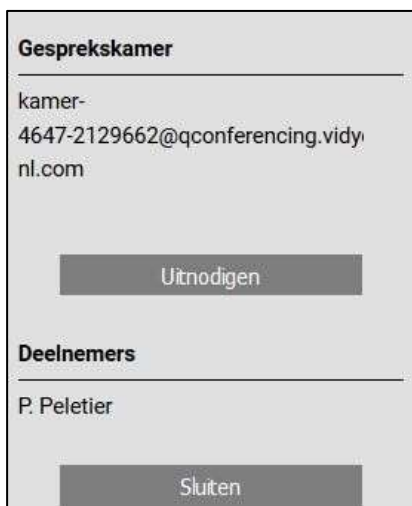 Gesprekskamer
kamer-
4647-2129662@qconferencing.vidy
nl.com
Uitnodigen
Deelnemers
P. Peletier
Sluiten